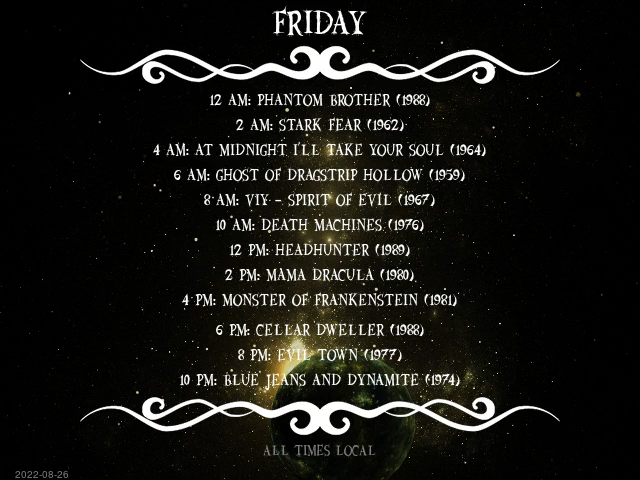 FRIDAY
12 AM: PHANTOM BROTHER (1988)
2 AM: STARK FEAR (1962)
4 AM: AT MIDNIGHT I'LL TAKE YOUR SOUL (1964)
6 AM: GHOST OF DRAGSTRIP HOLLOW (1959)
8 AM: VIY - SPIRIT OF EVIL (1967)
10 AM: DEATH MACHINES (1976)
12 PM: HEADHUNTER (1989)
2 PM: MAMA DRACULA (1980)
4 PM: MONSTER OF FRANKENSTEIN (1981)
6 PM: CELLAR DWELLER (1988)
8 PM: EVIL TOWN (1977)
10 PM: BLUE JEANS AND DYNAMITE (1974)
ALL TIMES LOCAL
2022-08-26